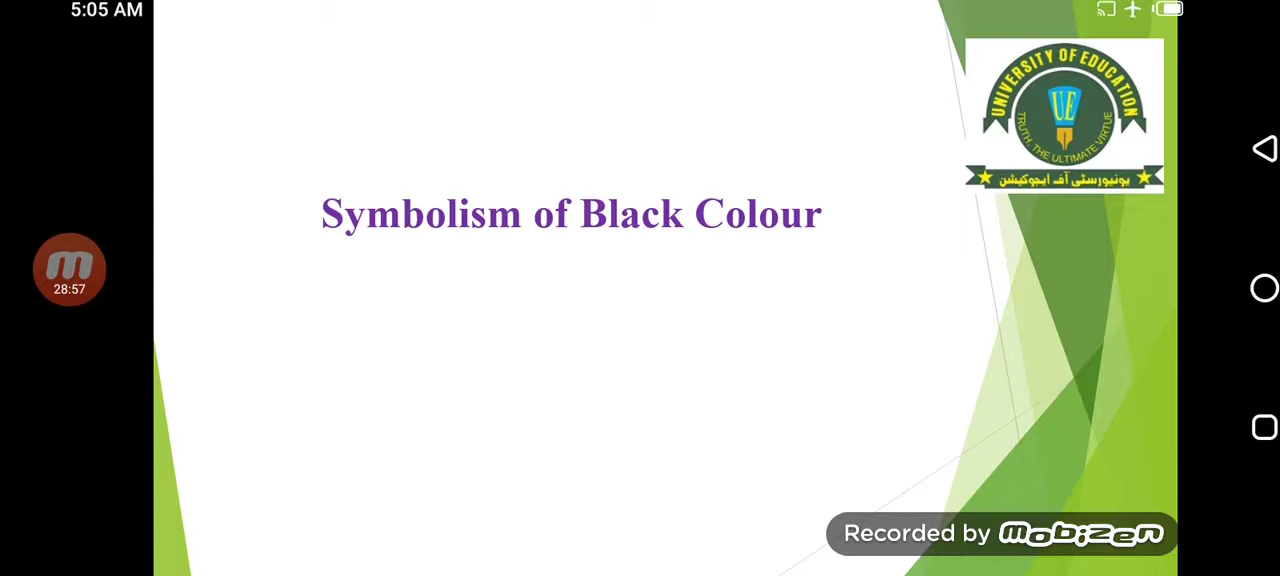 5:05 AM
UNIVERSITY OF EDUCATION
UE
TRUTH, THE ULTIMATE VIRTUE
یونیورسٹی آف ایجوکیشن
Symbolism of Black Colour
m
28:57
Recorded by mobizen